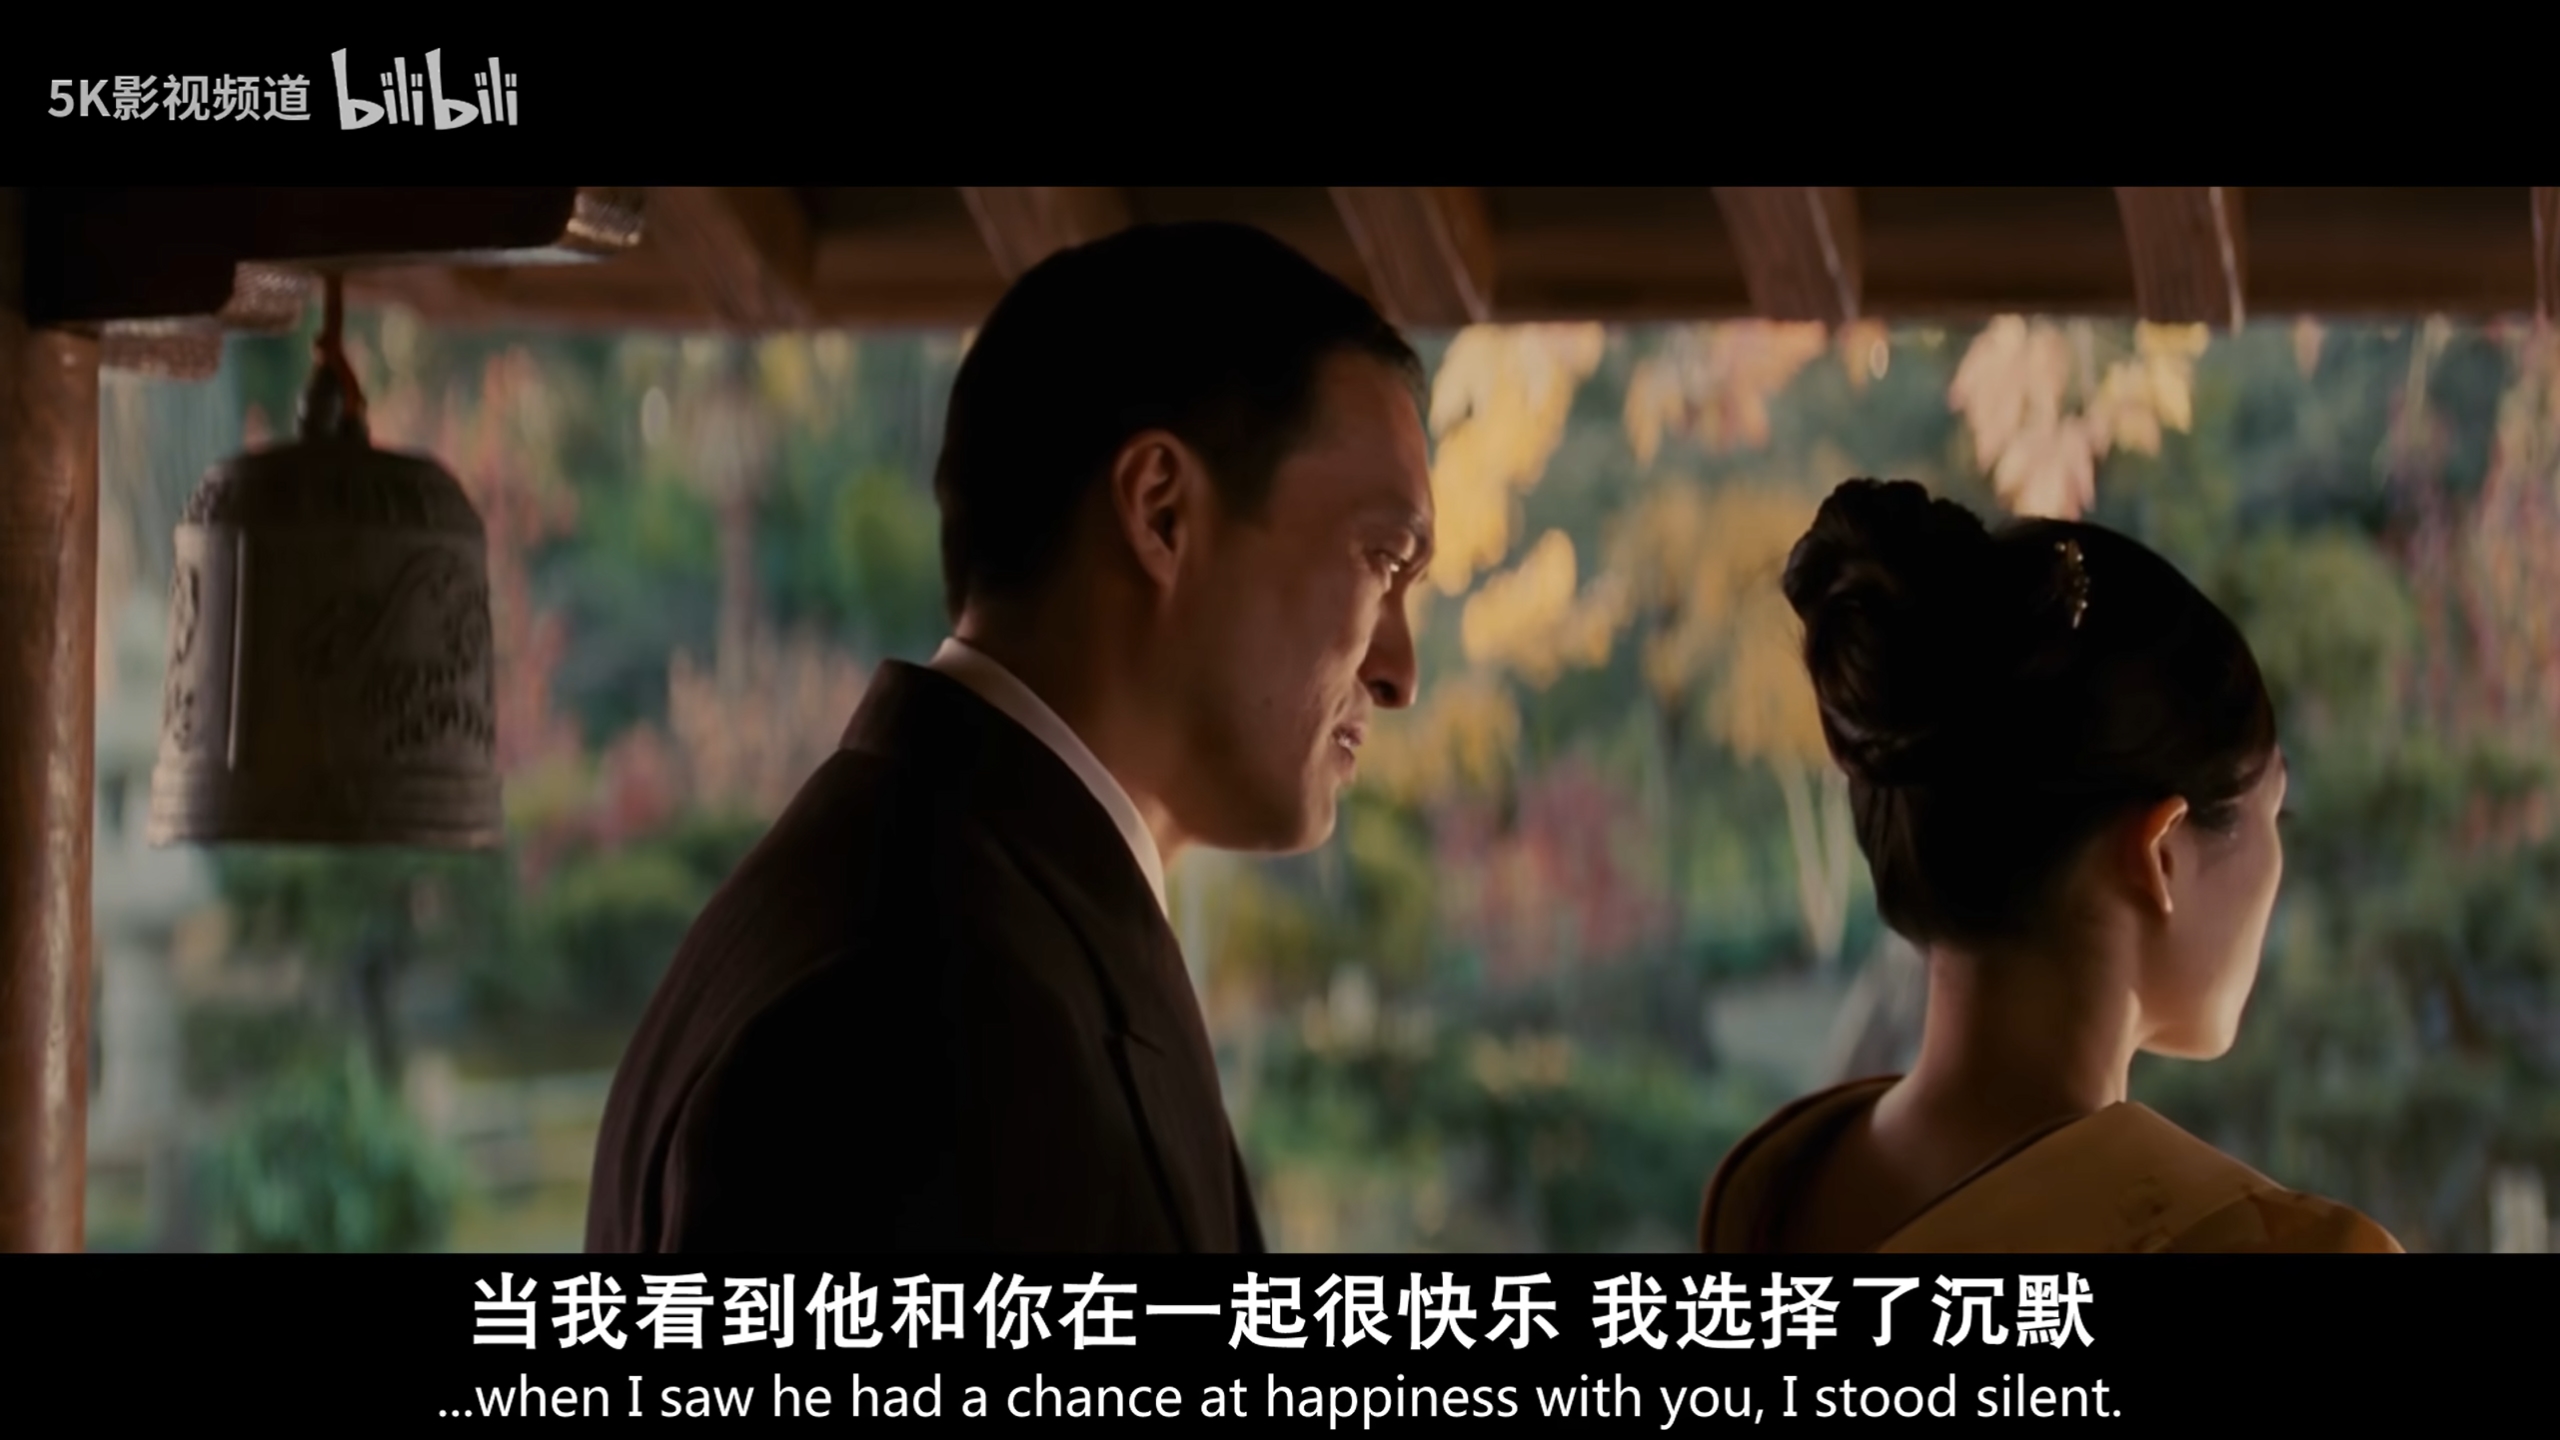 5K影视频道 bilibili
当我看到他和你在一起很快乐 我选择了沉默
...when I saw he had a chance at happiness with you, I stood silent.